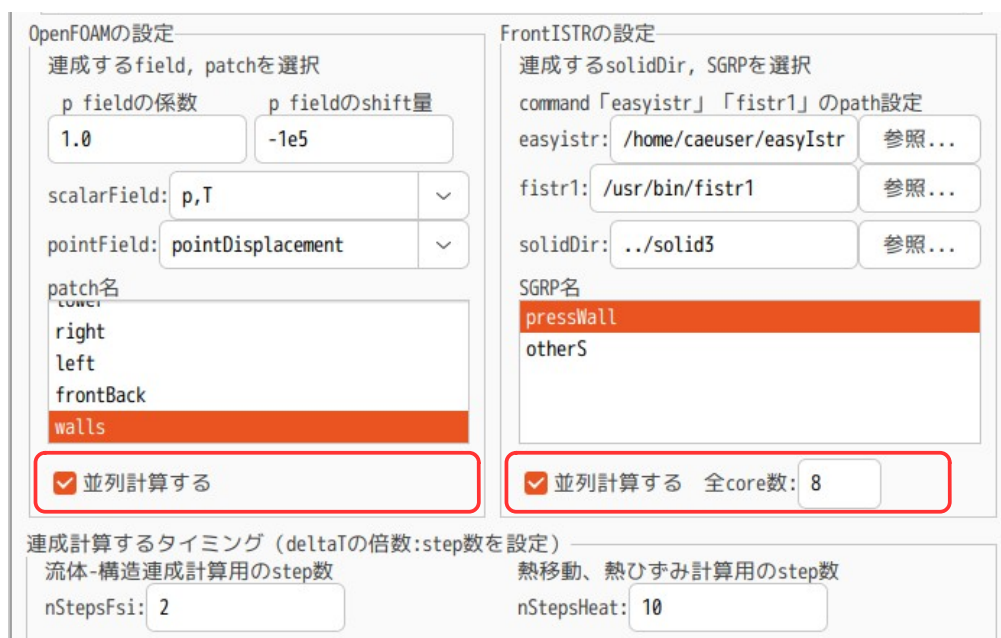 OpenFOAMの設定
連成するfield, patchを選択
p fieldの係数 p fieldのshift量
1.0 -1e5
scalarField: p,T
pointField: pointDisplacement
patch名
lower
right
left
frontBack
walls
並列計算する
FrontISTRの設定
連成するsolidDir, SGRPを選択
command「easyistr」「fistr1」のpath設定
easyistr: /home/caeuser/easyIstr 参照...
fistr1: /usr/bin/fistr1 参照...
solidDir: ../solid3 参照...
SGRP名
pressWall
otherS
並列計算する 全core数: 8
連成計算するタイミング(deltaTの倍数:step数を設定)
流体-構造連成計算用のstep数
nStepsFsi: 2
熱移動、熱ひずみ計算用のstep数
nStepsHeat: 10